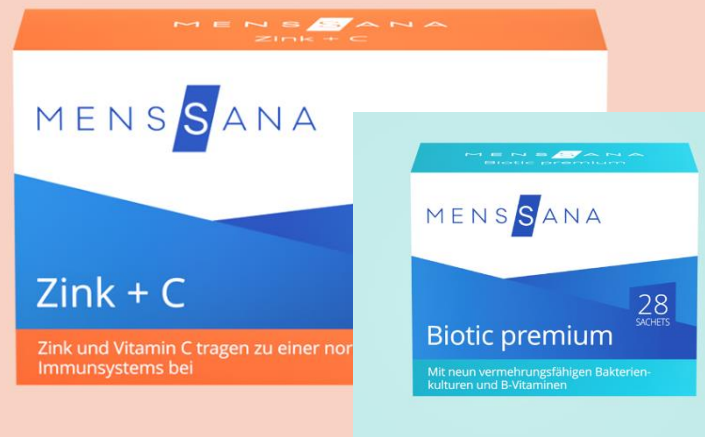 MENSSANA
Zink + C
MENSSANA
Zink + C
Zink und Vitamin C tragen zu einer nor
Immunsystems bei
MENSSANA
Biotic premium
MENSSANA
28
SACHETS
Biotic premium
Mit neun vermehrungsfähigen Bakterien-
kulturen und B-Vitaminen